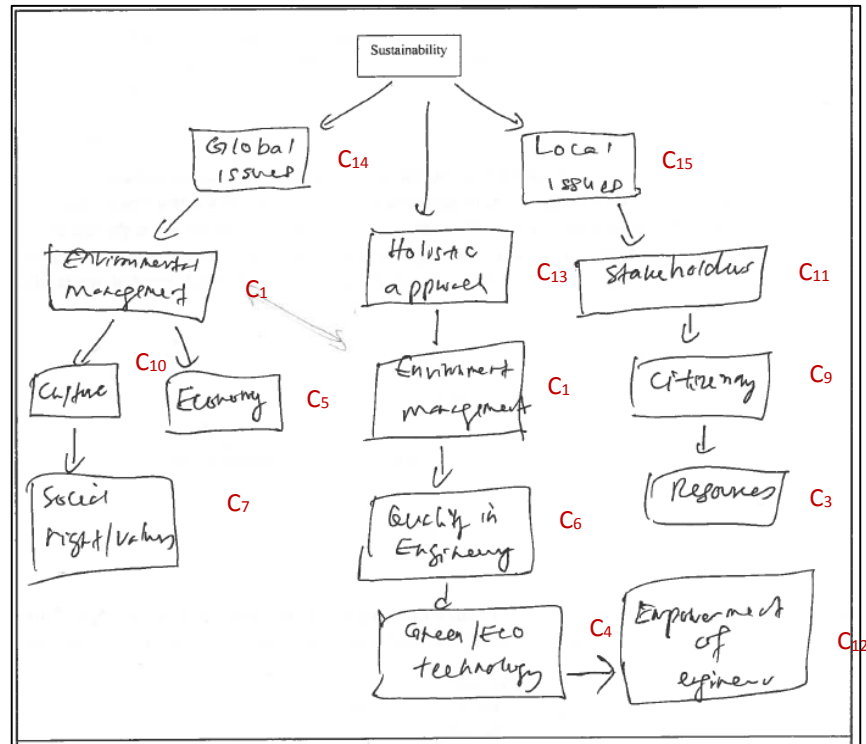 Sustainability
Global
issues
C14
Local
issues
C15
Environmental
management
C1
Holistic
approach
C13
Stakeholders
C11
Culture
C10
Economy
C5
Environment
management
C1
Citizenry
C9
Social
right/values
C7
Quality in
Engineering
C6
Resources
C3
Green/Eco
technology
C4
Empowerment
of
engineers
C12